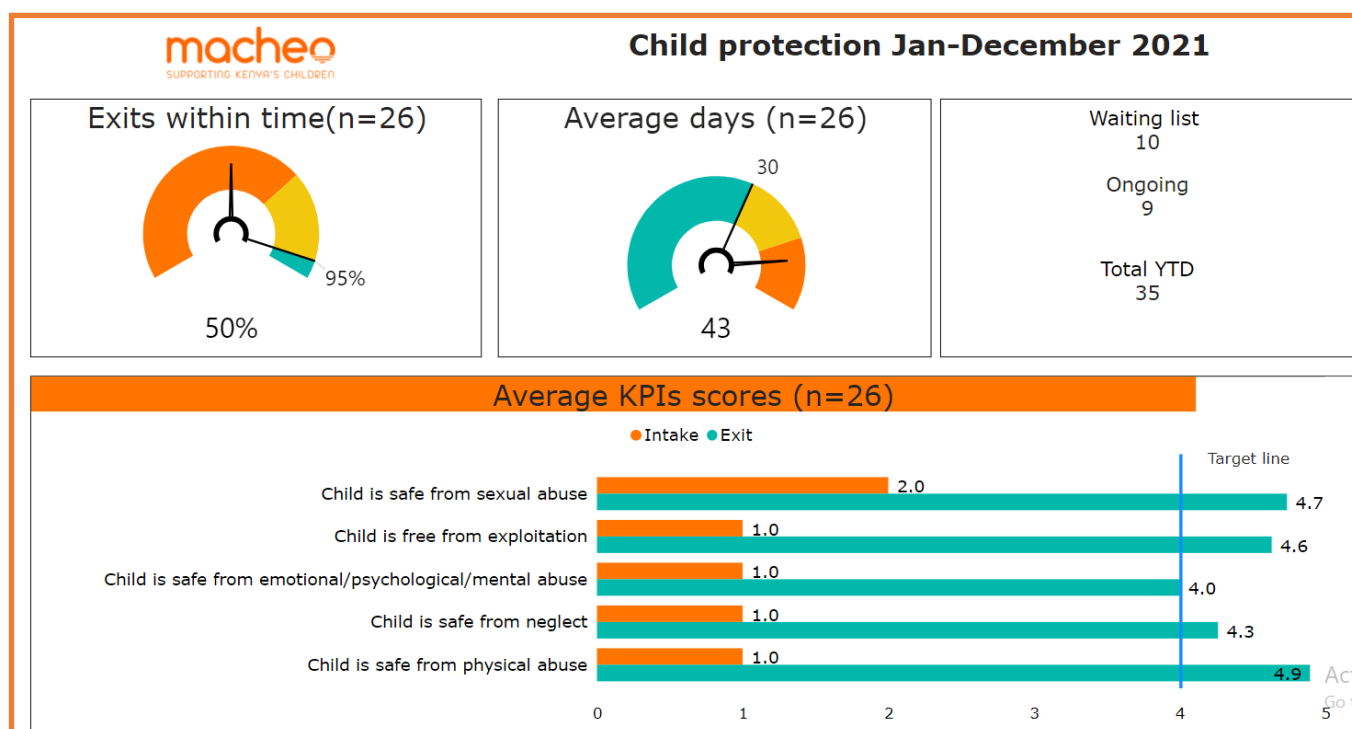 macheo
SUPPORTING KENYA'S CHILDREN
Child protection Jan-December 2021
Exits within time(n=26)
95%
50%
Average days (n=26)
30
43
Waiting list
10
Ongoing
9
Total YTD
35
Average KPIs scores (n=26)
Intake Exit
Target line
Child is safe from sexual abuse 2.0 4.7
Child is free from exploitation 1.0 4.6
Child is safe from emotional/psychological/mental abuse 1.0 4.0
Child is safe from neglect 1.0 4.3
Child is safe from physical abuse 1.0 4.9
0 1 2 3 4 5
Act
Go t